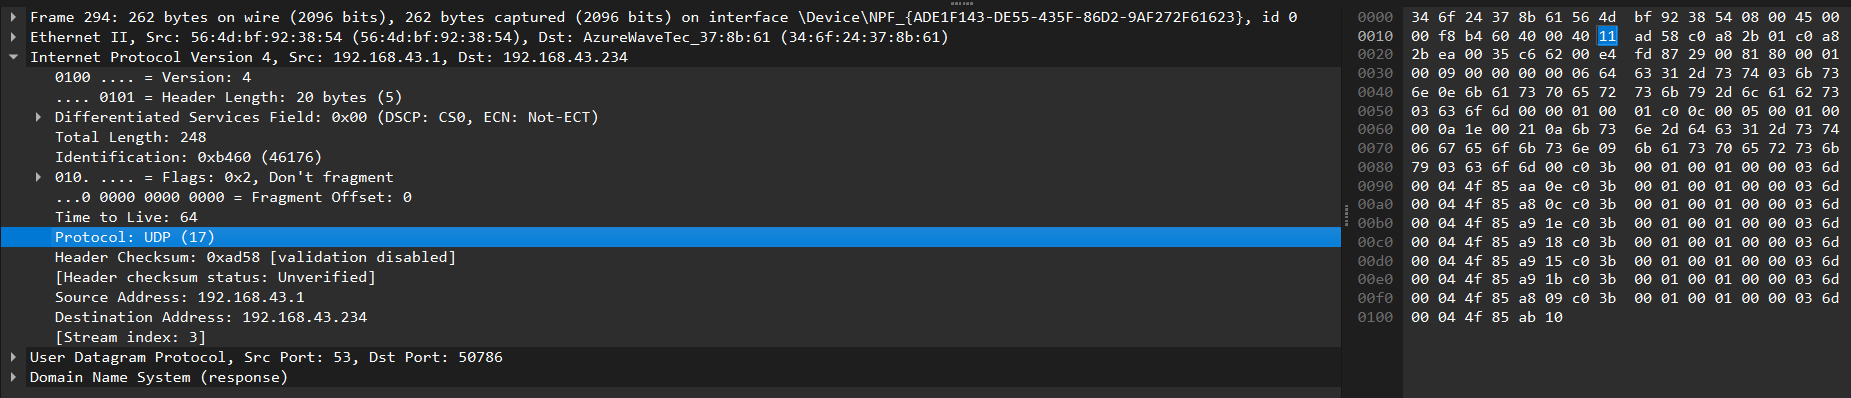 Frame 294: 262 bytes on wire (2096 bits), 262 bytes captured (2096 bits) on interface \Device\NPF_{ADE1F143-DE55-435F-86D2-9AF272F61623}, id 0
Ethernet II, Src: 56:4d:bf:92:38:54 (56:4d:bf:92:38:54), Dst: AzureWaveTec_37:8b:61 (34:6f:24:37:8b:61)
Internet Protocol Version 4, Src: 192.168.43.1, Dst: 192.168.43.234
0100 .... = Version: 4
.... 0101 = Header Length: 20 bytes (5)
Differentiated Services Field: 0x00 (DSCP: CS0, ECN: Not-ECT)
Total Length: 248
Identification: 0xb460 (46176)
010. .... = Flags: 0x2, Don't fragment
...0 0000 0000 0000 = Fragment Offset: 0
Time to Live: 64
Protocol: UDP (17)
Header Checksum: 0xad58 [validation disabled]
[Header checksum status: Unverified]
Source Address: 192.168.43.1
Destination Address: 192.168.43.234
[Stream index: 3]
User Datagram Protocol, Src Port: 53, Dst Port: 50786
Domain Name System (response)
0000 34 6f 24 37 8b 61 56 4d bf 92 38 54 08 00 45 00
0010 00 f8 b4 60 40 00 40 11 ad 58 c0 a8 2b 01 c0 a8
0020 2b ea 00 35 c6 62 00 e4 fd 87 29 00 81 80 00 01
0030 00 09 00 00 00 00 06 64 63 31 2d 73 74 03 6b 73
0040 6e 0e 6b 61 73 70 65 72 73 6b 79 2d 6c 61 62 73
0050 03 63 6f 6d 00 00 01 00 01 c0 0c 00 05 00 01 00
0060 00 0a 1e 00 21 0a 6b 73 6e 2d 64 63 31 2d 73 74
0070 06 67 65 6f 6b 73 6e 09 6b 61 73 70 65 72 73 6b
0080 79 03 63 6f 6d 00 c0 3b 00 01 00 01 00 00 03 6d
0090 00 04 4f 85 aa 0e c0 3b 00 01 00 01 00 00 03 6d
00a0 00 04 4f 85 a8 0c c0 3b 00 01 00 01 00 00 03 6d
00b0 00 04 4f 85 a9 1e c0 3b 00 01 00 01 00 00 03 6d
00c0 00 04 4f 85 a9 18 c0 3b 00 01 00 01 00 00 03 6d
00d0 00 04 4f 85 a9 15 c0 3b 00 01 00 01 00 00 03 6d
00e0 00 04 4f 85 a9 1b c0 3b 00 01 00 01 00 00 03 6d
00f0 00 04 4f 85 a8 09 c0 3b 00 01 00 01 00 00 03 6d
0100 00 04 4f 85 ab 10